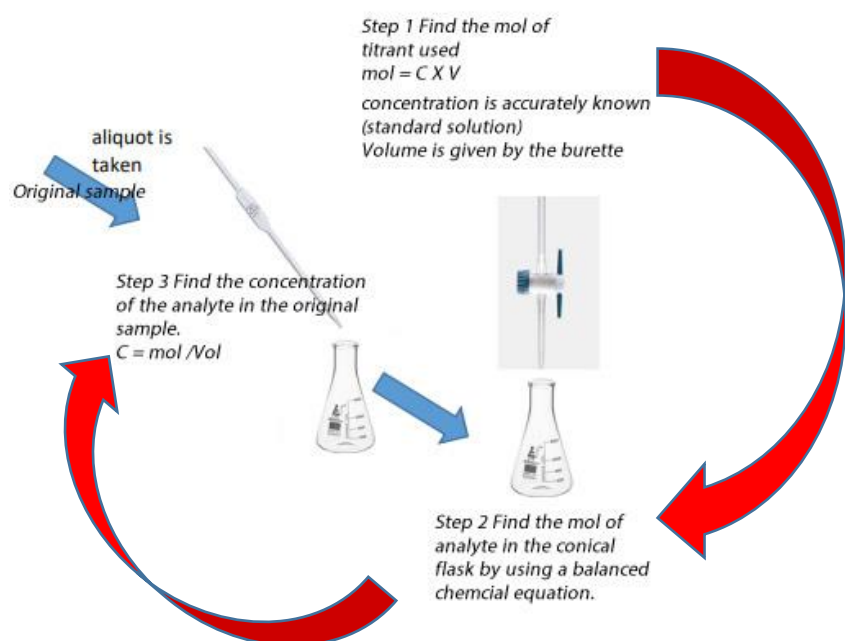 Step 1 Find the mol of
titrant used
mol = C X V
concentration is accurately known
(standard solution)
Volume is given by the burette
aliquot is
taken
Original sample
Step 3 Find the concentration
of the analyte in the original
sample.
C = mol /Vol
Step 2 Find the mol of
analyte in the conical
flask by using a balanced
chemcial equation.